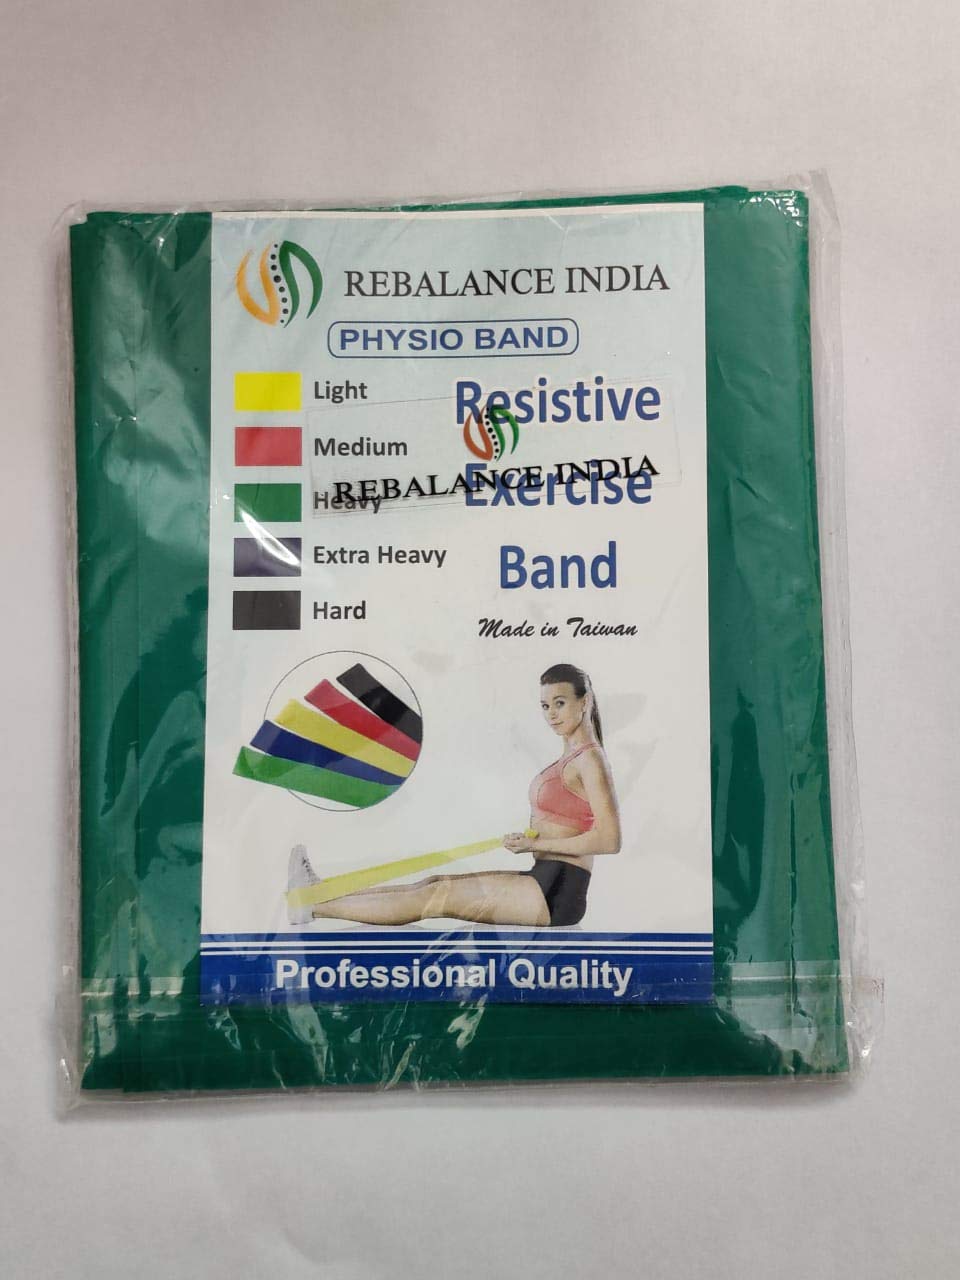 REBALANCE INDIA
PHYSIO BAND
Light
Medium
Heavy
Extra Heavy
Hard
Resistive
Exercise
Band
REBALANCE INDIA
Made in Taiwan
Professional Quality